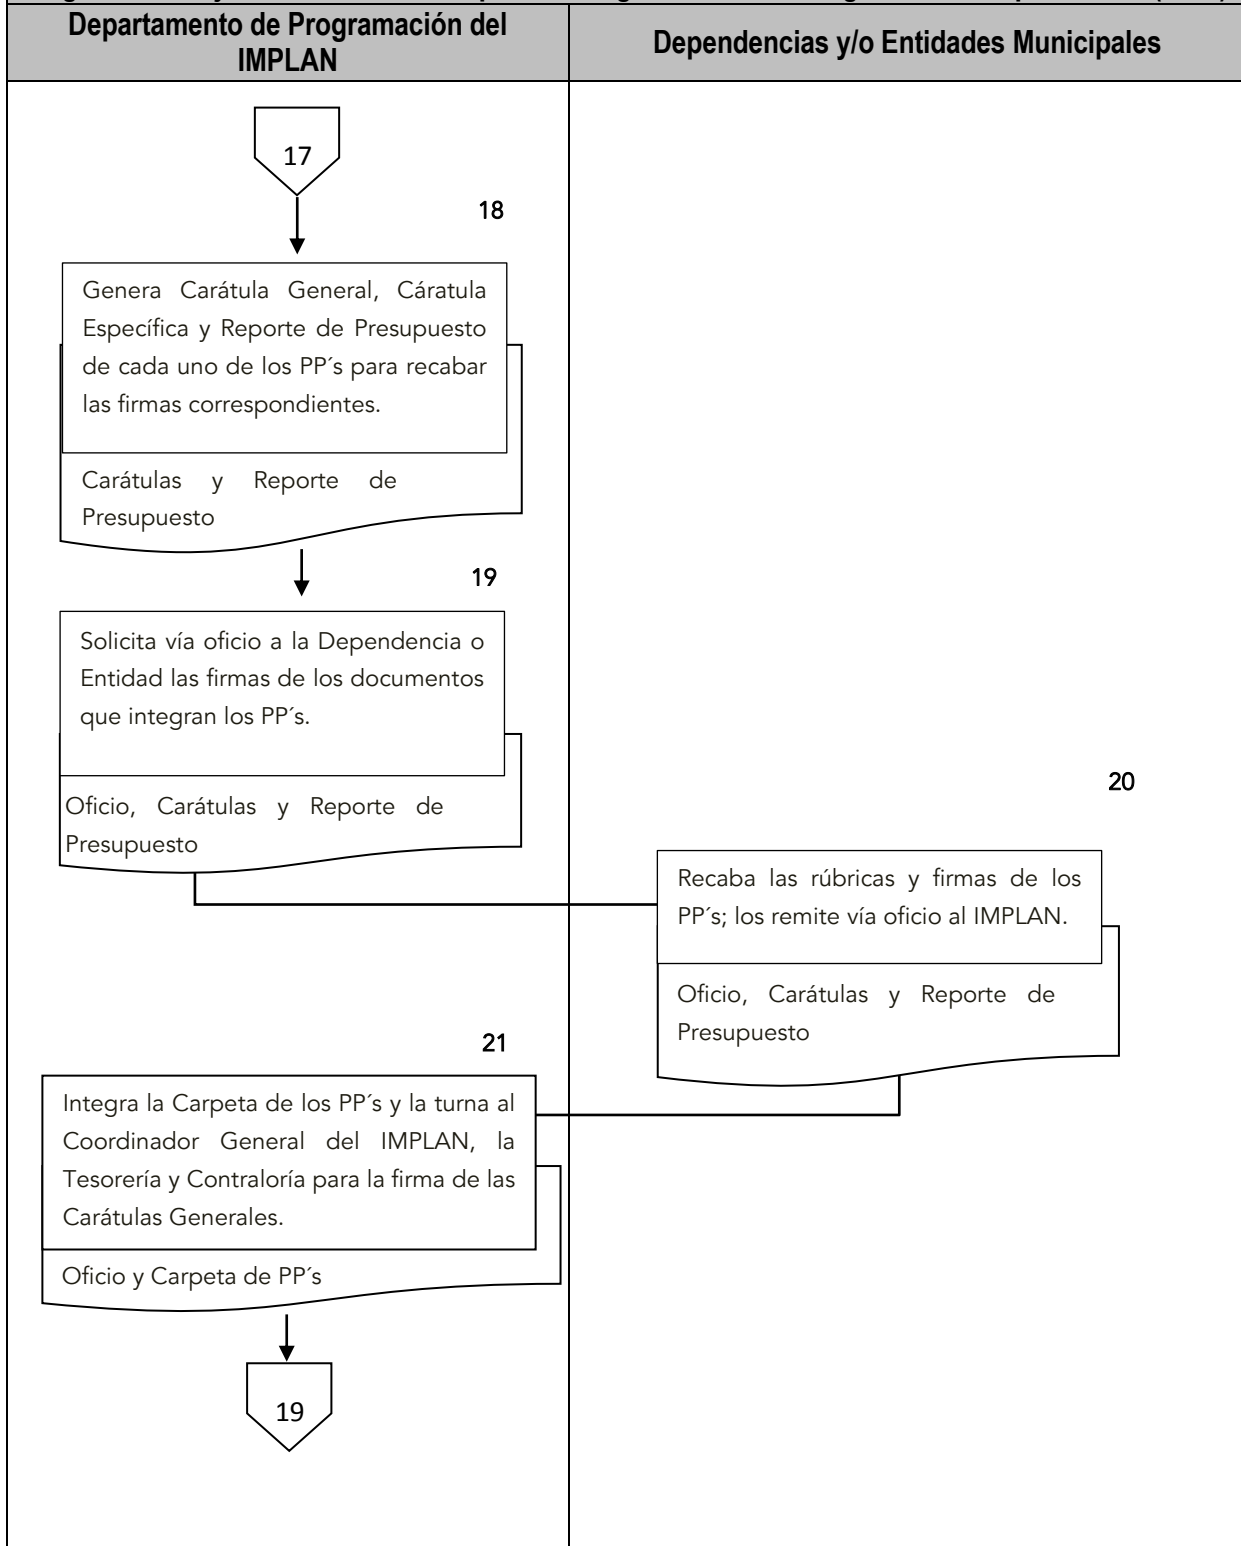 Departamento de Programación del
IMPLAN
Dependencias y/o Entidades Municipales
17
18
Genera Carátula General, Cáratula
Específica y Reporte de Presupuesto
de cada uno de los PP´s para recabar
las firmas correspondientes.
Carátulas y Reporte de
Presupuesto
19
Solicita vía oficio a la Dependencia o
Entidad las firmas de los documentos
que integran los PP´s.
Oficio, Carátulas y Reporte de
Presupuesto
20
Recaba las rúbricas y firmas de los
PP´s; los remite vía oficio al IMPLAN.
Oficio, Carátulas y Reporte de
Presupuesto
21
Integra la Carpeta de los PP´s y la turna al
Coordinador General del IMPLAN, la
Tesorería y Contraloría para la firma de las
Carátulas Generales.
Oficio y Carpeta de PP´s
19